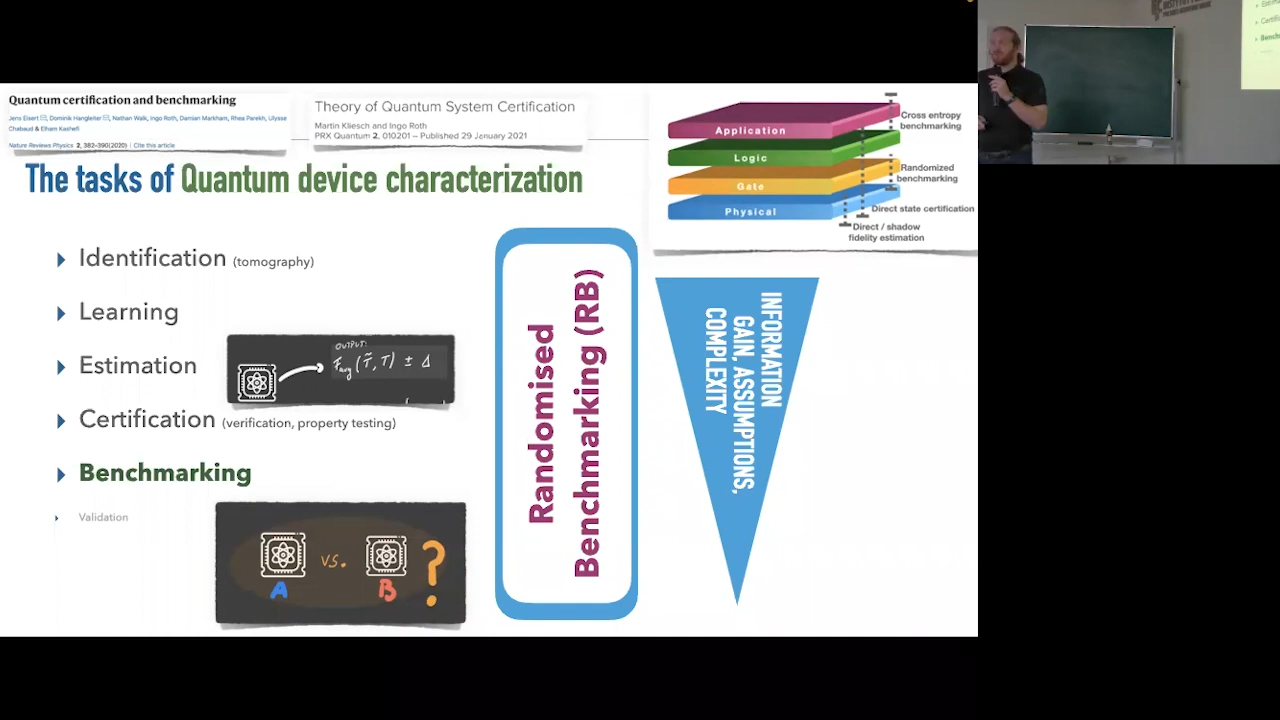 Quantum certification and benchmarking
Jens Eisert, Dominik Hangleiter, Nathan Walk, Ingo Roth, Damian Markham, Rhea Parekh, Ulysse
Chabaud & Elham Kashefi
Nature Reviews Physics 2, 382–390(2020) | Cite this article
Theory of Quantum System Certification
Martin Kliesch and Ingo Roth
PRX Quantum 2, 010201 – Published 29 January 2021
The tasks of Quantum device characterization
Application
Logic
Gate
Physical
Cross entropy
benchmarking
Randomized
benchmarking
Direct state certification
Direct / shadow
fidelity estimation
Identification (tomography)
Learning
Estimation
OUTPUT:
F_avg (T̃, T) ± Δ
Certification (verification, property testing)
Benchmarking
Validation
A vs. B ?
Randomised
Benchmarking (RB)
INFORMATION
GAIN, ASSUMPTIONS,
COMPLEXITY